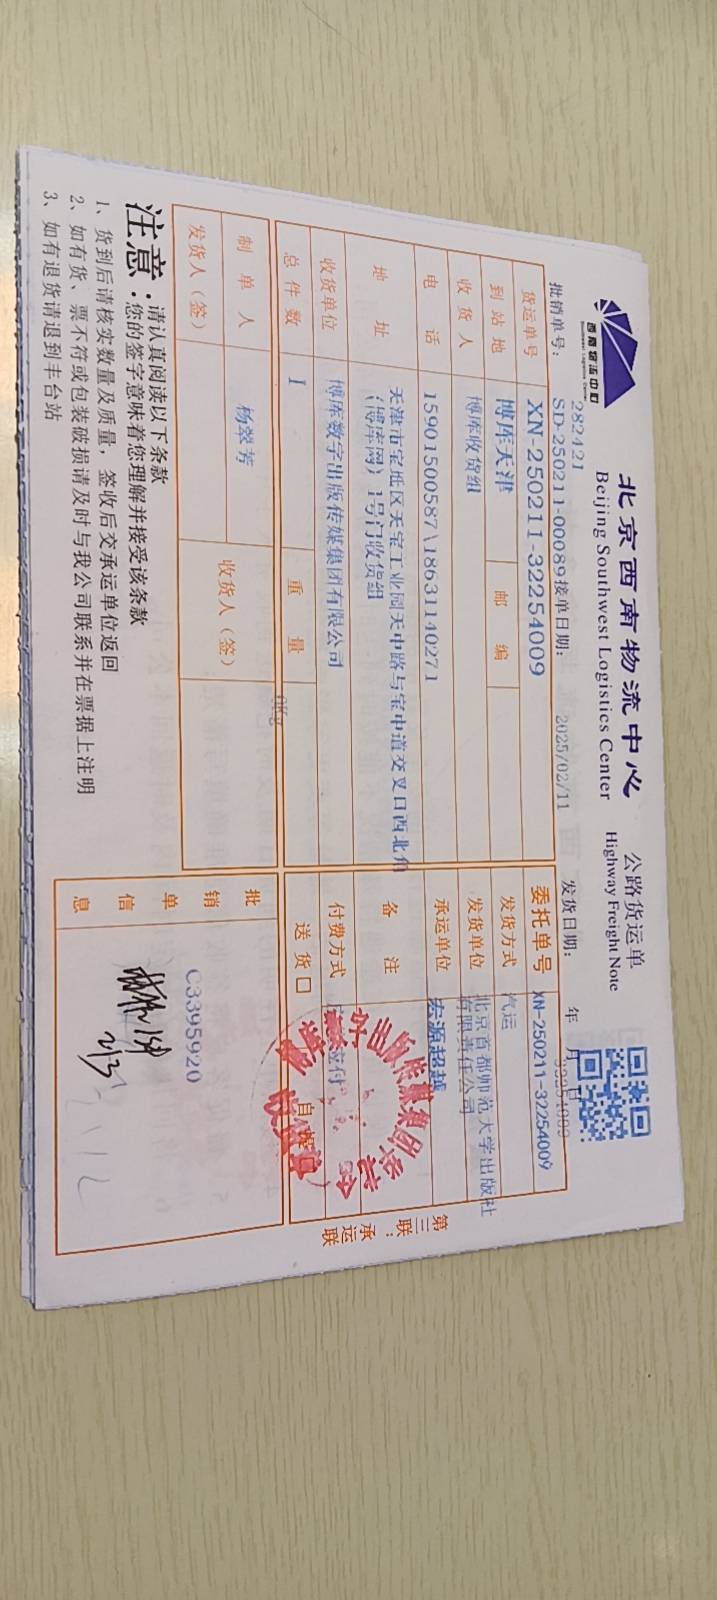 西南物流中心
Southwest Logistics Center
北京西南物流中心
Beijing Southwest Logistics Center
公路货运单
Highway Freight Note
282421
批销单号：
SD-250211-00089
接单日期：
2025/02/11
发货日期：
年 月 日
32254009
货运单号
XN-250211-32254009
委托单号
XN-250211-32254009
到站地
博库天津
邮 编
发货方式
汽运
收货人
博库收货组
发货单位
北京首都师范大学出版社
有限责任公司
电 话
15901500587\18631140271
承运单位
宏源超越
地 址
天津市宝坻区天宝工业园天中路与宝中道交叉口西北角
（博库网）1号门收货组
备 注
收货单位
博库数字出版传媒集团有限公司
付费方式
应付
总件数
1
重 量
0Kg
送 货 口
自
制 单 人
杨翠芳
发货人（签）
收货人（签）
批销单信息
C3395920
第三联：承运联
注意：
请认真阅读以下条款
您的签字意味着您理解并接受该条款
1、货到后请核实数量及质量，签收后交承运单位返回
2、如有货、票不符或包装破损请及时与我公司联系并在票据上注明
3、如有退货请退到丰台站